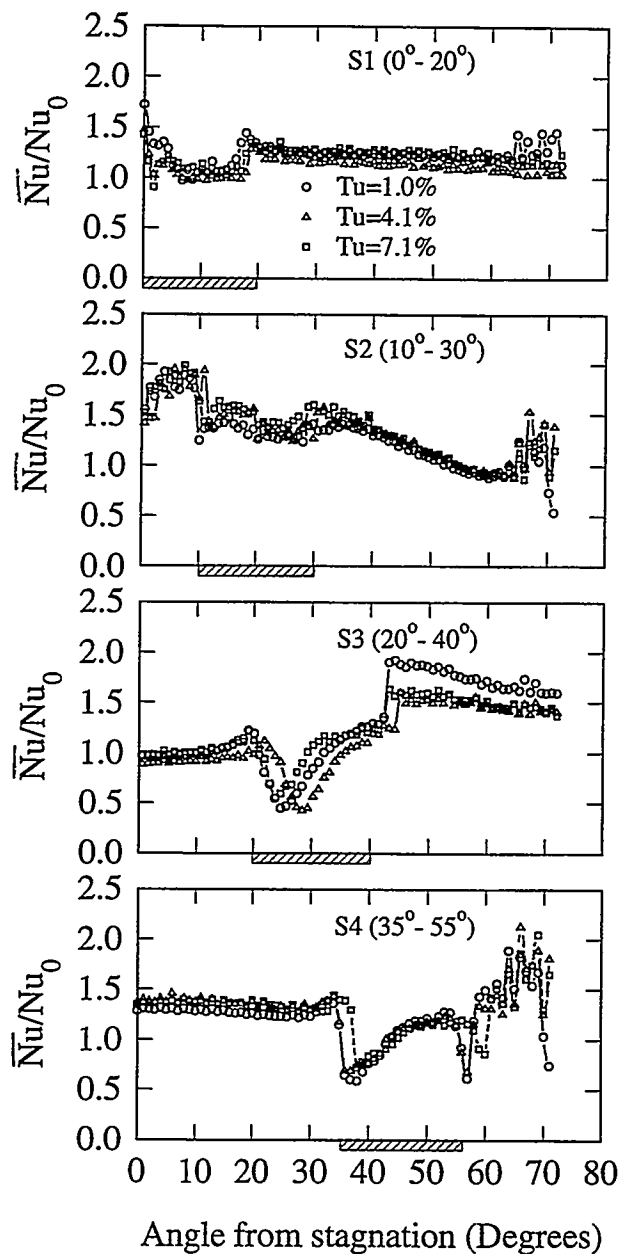 2.5
S1 (0°- 20°)
2.0
1.5
1.0
Tu=1.0%
Tu=4.1%
0.5
Tu=7.1%
0.0
Nu/Nu0
2.5
S2 (10°- 30°)
2.0
1.5
1.0
0.5
0.0
Nu/Nu0
2.5
S3 (20°- 40°)
2.0
1.5
1.0
0.5
0.0
Nu/Nu0
2.5
S4 (35°- 55°)
2.0
1.5
1.0
0.5
0.0
Nu/Nu0
0 10 20 30 40 50 60 70 80
Angle from stagnation (Degrees)